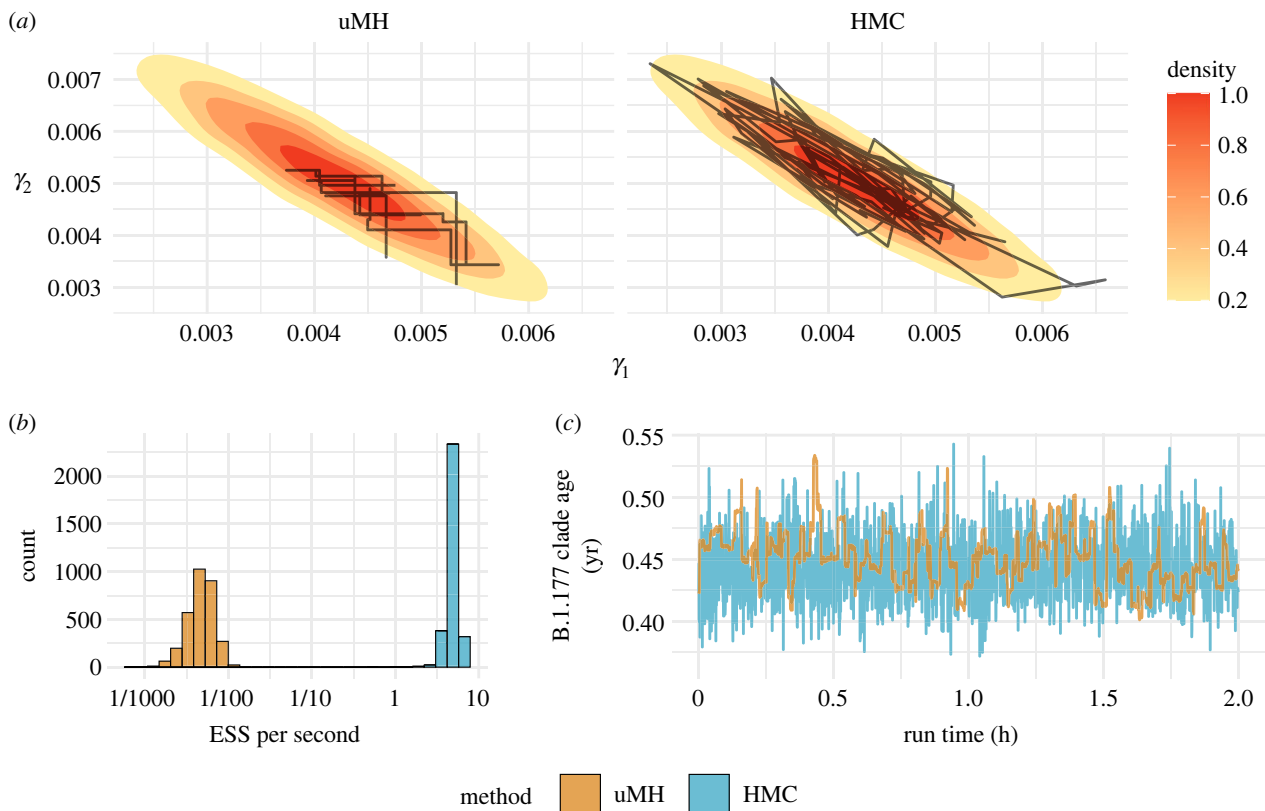 (a)
uMH
HMC
0.007
0.006
γ2
0.005
0.004
0.003
0.003 0.004 0.005 0.006
0.003 0.004 0.005 0.006
γ1
density
1.0
0.8
0.6
0.4
0.2
(b)
2000
1500
count
1000
500
0
1/1000 1/100 1/10 1 10
ESS per second
(c)
0.55
0.50
B.1.177 clade age
(yr)
0.45
0.40
0 0.5 1.0 1.5 2.0
run time (h)
method uMH HMC